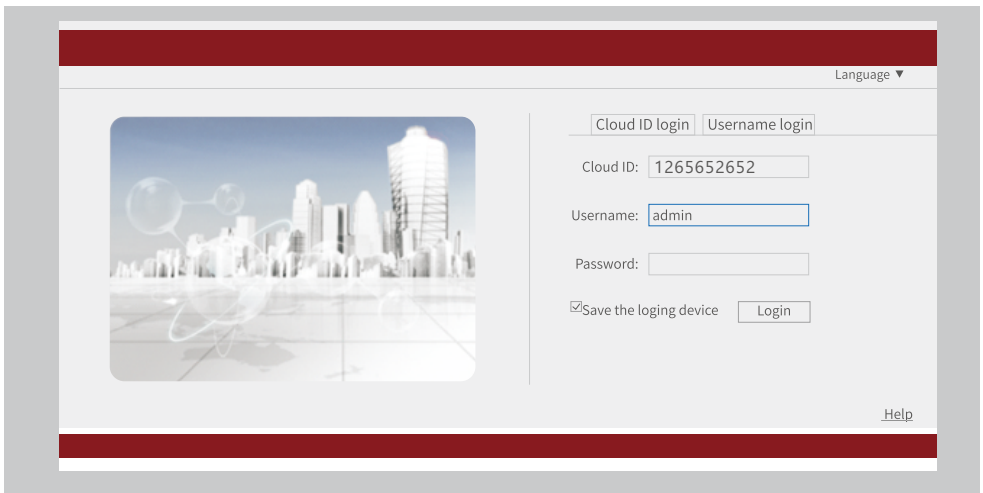 Language ▼
Cloud ID login Username login
Cloud ID: 1265652652
Username: admin
Password:
Save the loging device Login
Help